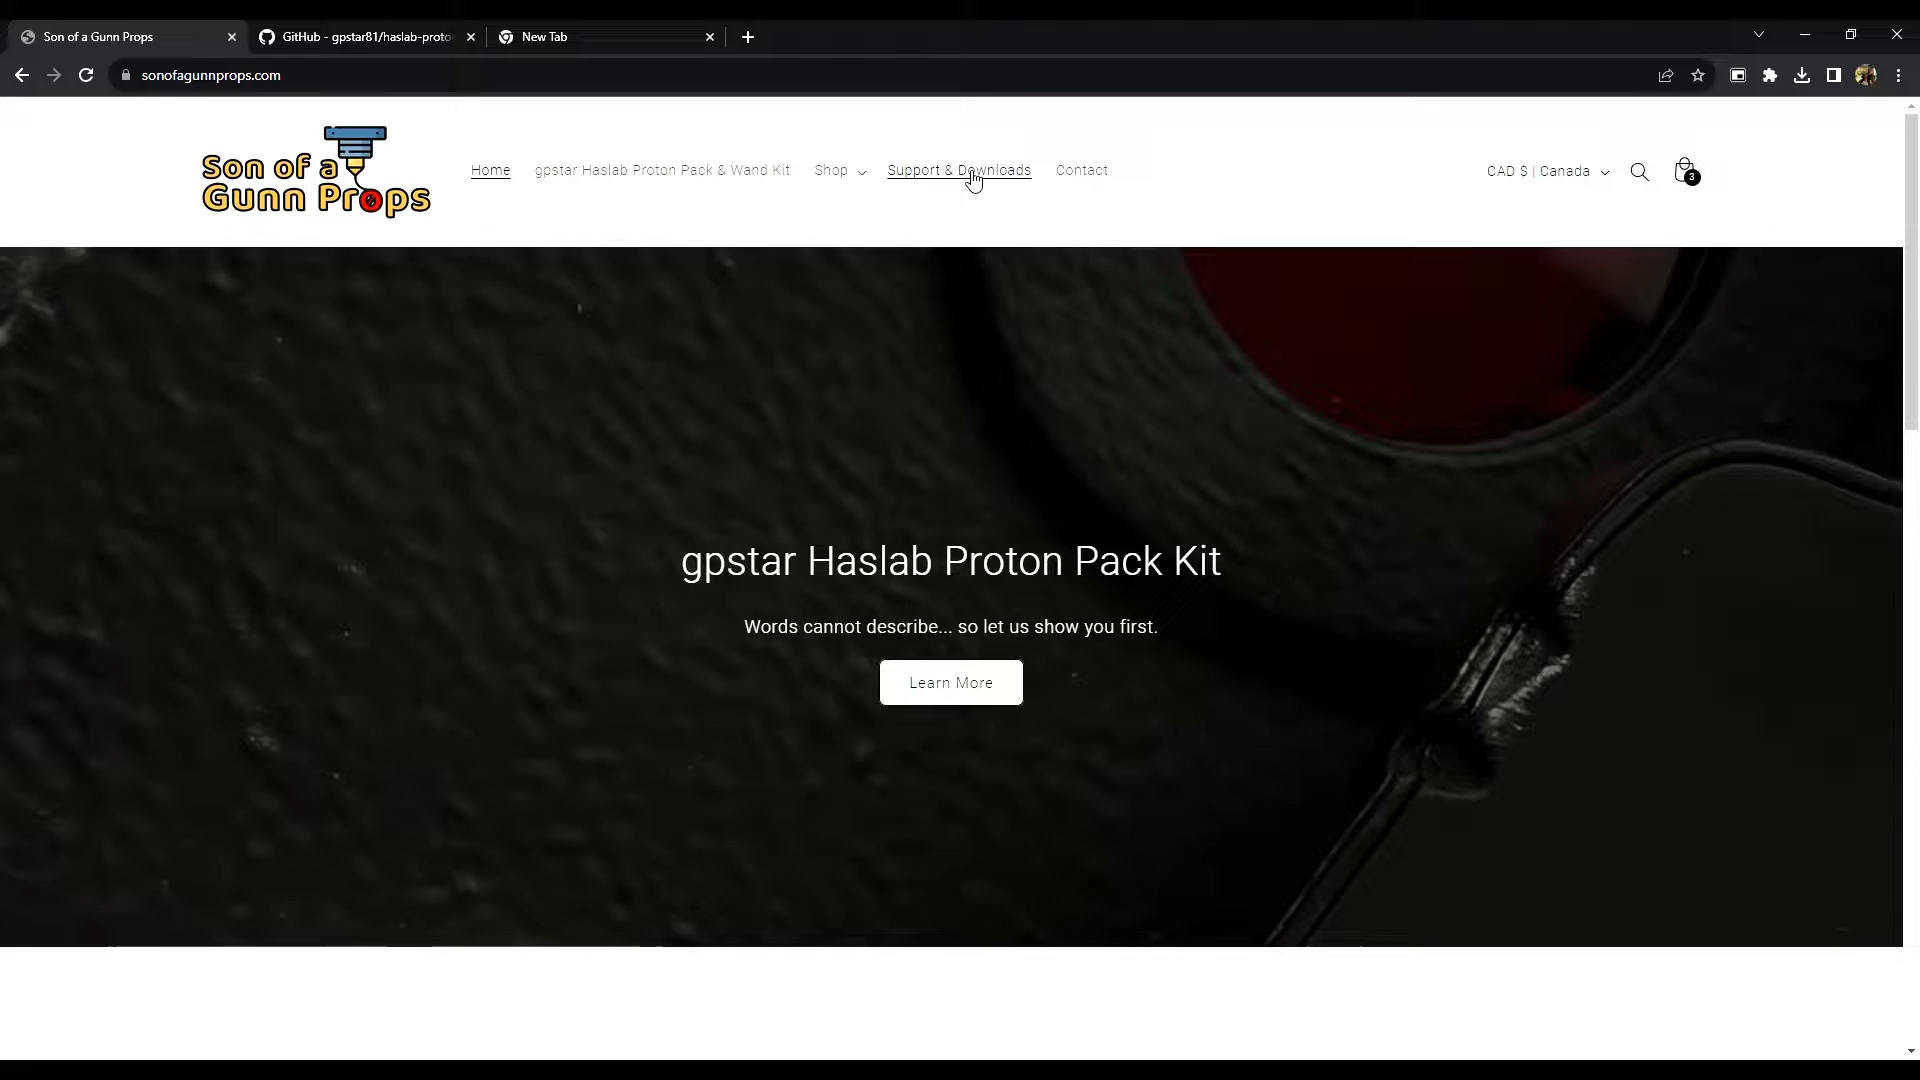 Son of a Gunn Props
GitHub - gpstar81/haslab-proto
New Tab
sonofagunnprops.com
Son of a
Gunn Props
Home
gpstar Haslab Proton Pack & Wand Kit
Shop
Support & Downloads
Contact
CAD $ | Canada
3
gpstar Haslab Proton Pack Kit
Words cannot describe... so let us show you first.
Learn More